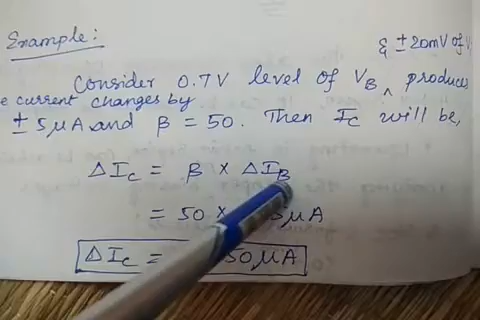 Example:
& ±20mV of V
Consider 0.7V level of VB ^ produces
e current changes by
± 5μA and β = 50. Then Ic will be,
ΔIc = β × ΔIB
= 50 × 5μA
ΔIc = 50μA